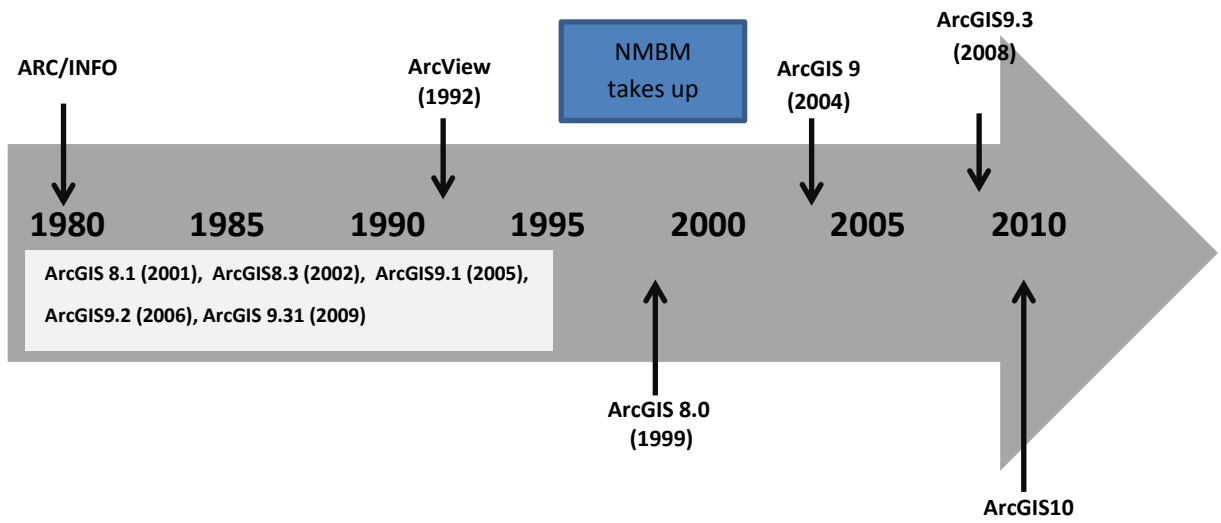 ArcGIS9.3
(2008)
ARC/INFO
ArcView
(1992)
NMBM
takes up
ArcGIS 9
(2004)
1980 1985 1990 1995 2000 2005 2010
ArcGIS 8.1 (2001), ArcGIS8.3 (2002), ArcGIS9.1 (2005),
ArcGIS9.2 (2006), ArcGIS 9.31 (2009)
ArcGIS 8.0
(1999)
ArcGIS10